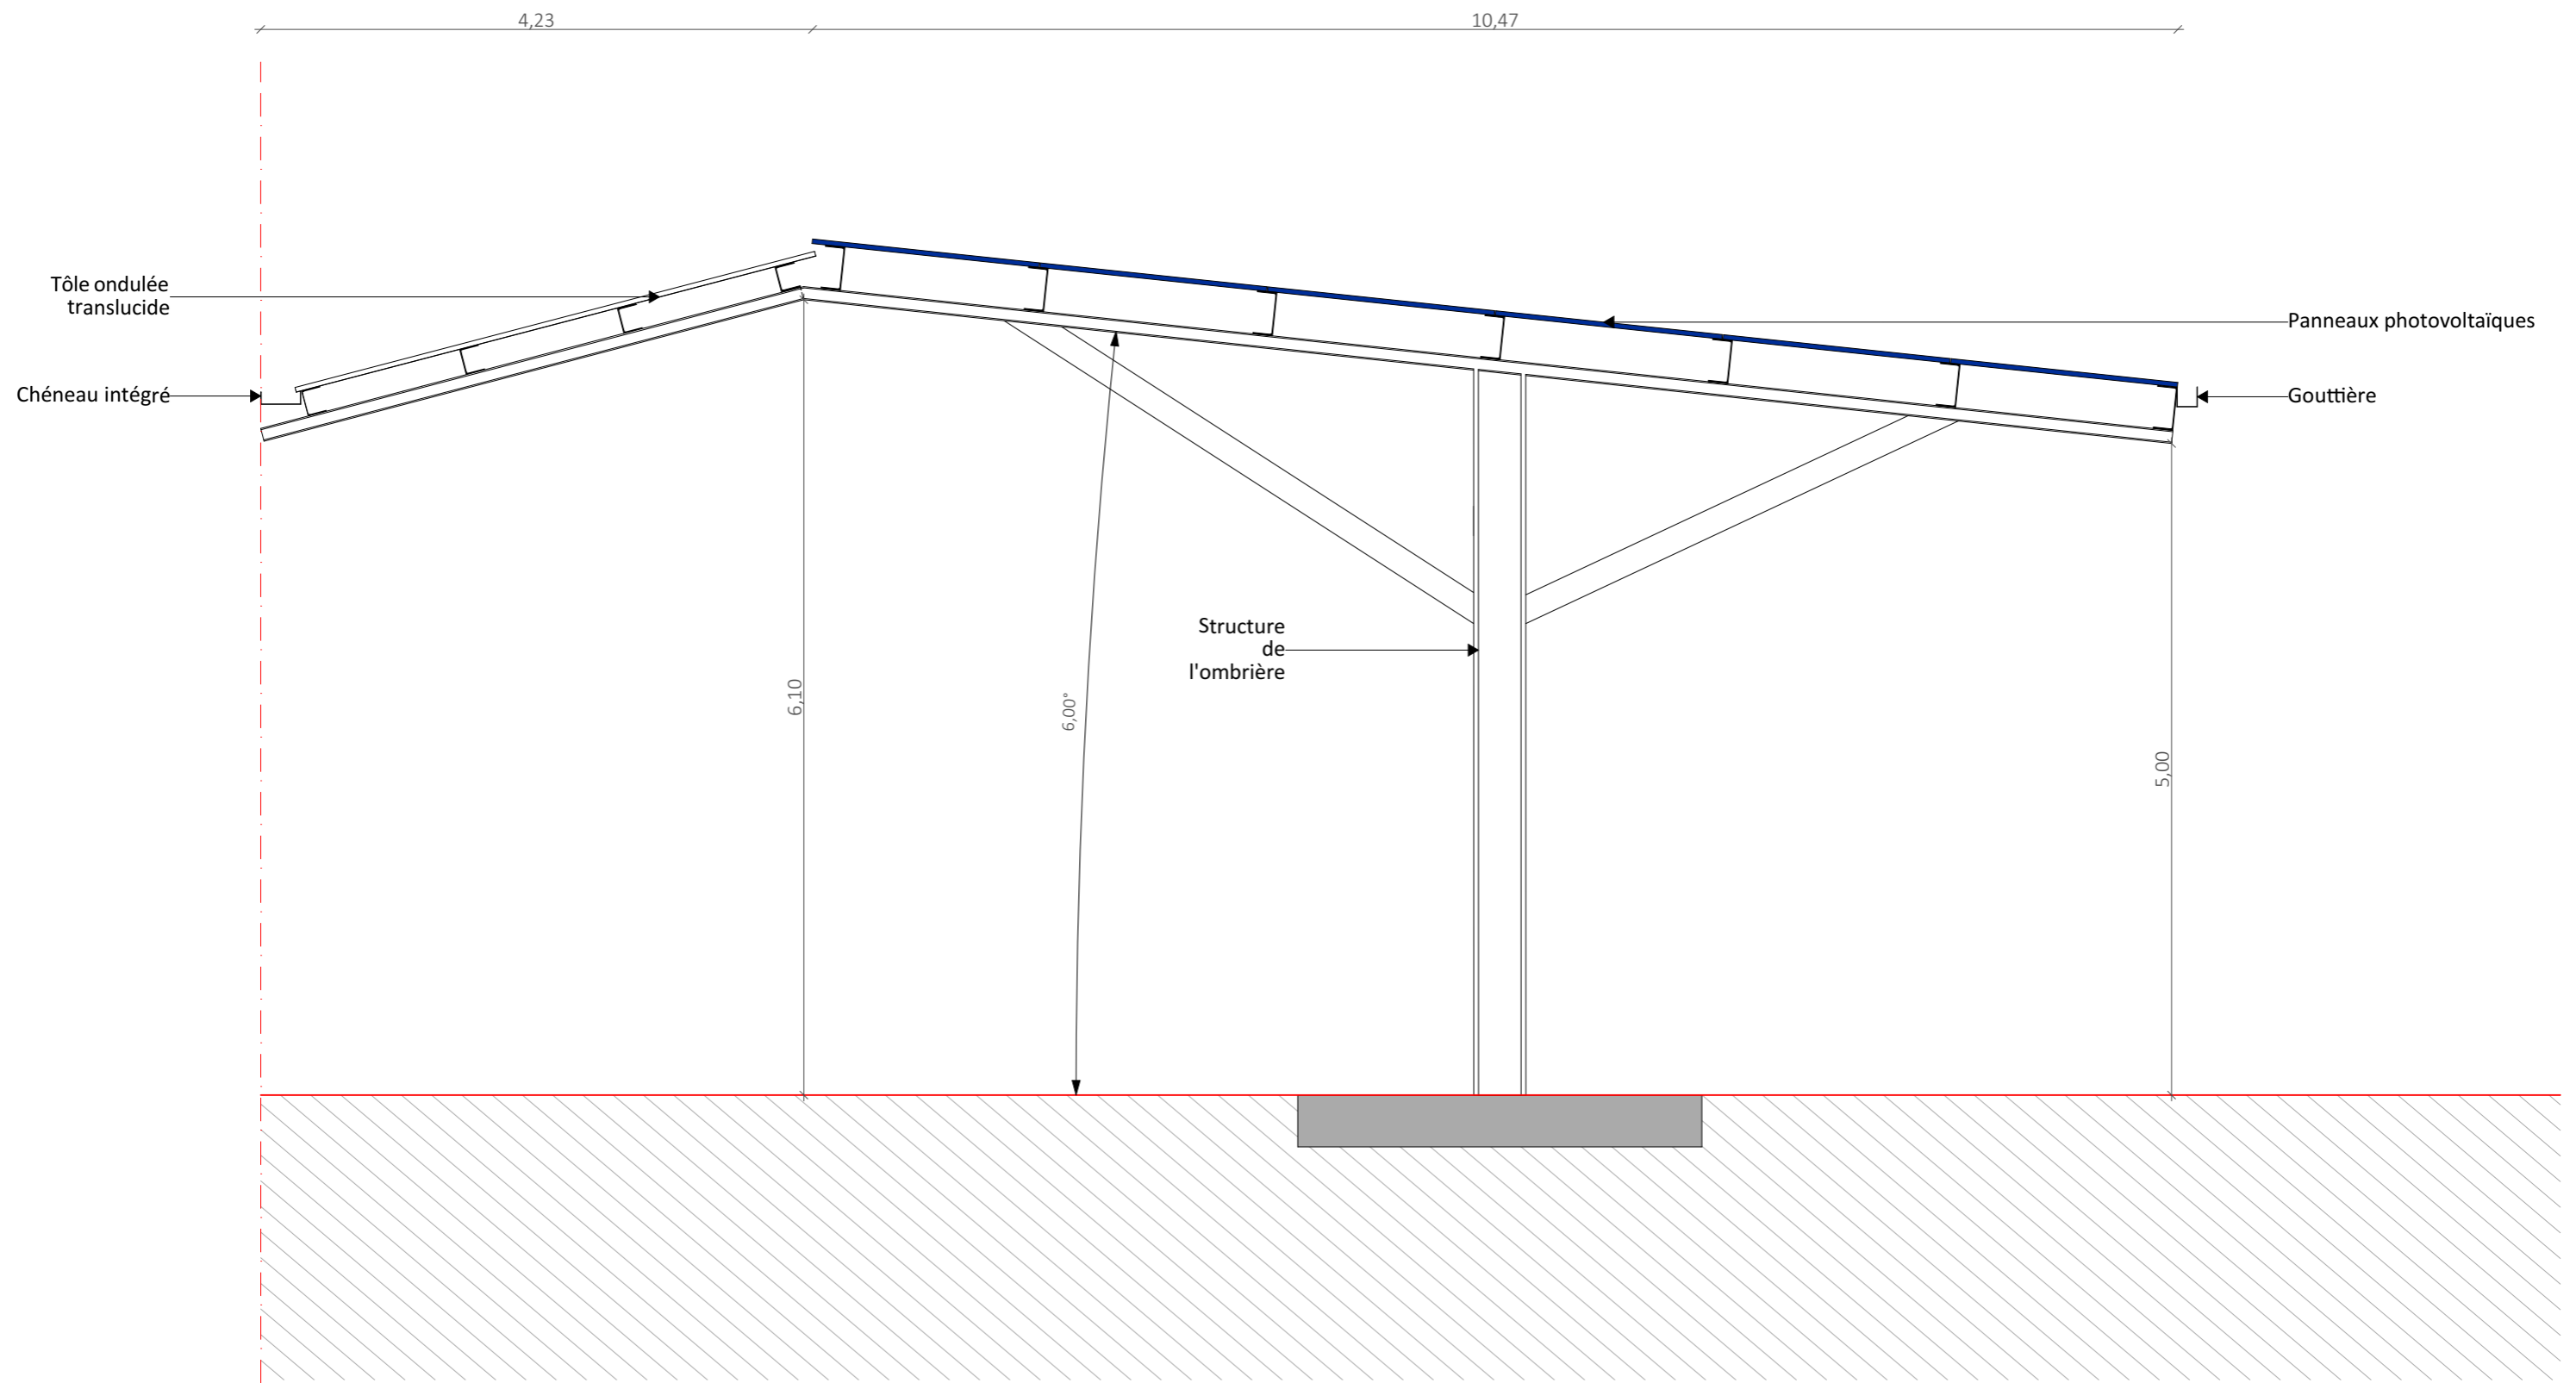 4,23
10,47
Tôle ondulée
translucide
Panneaux photovoltaïques
Chéneau intégré
Gouttière
Structure
de
l'ombrière
6,10
6,00°
5,00